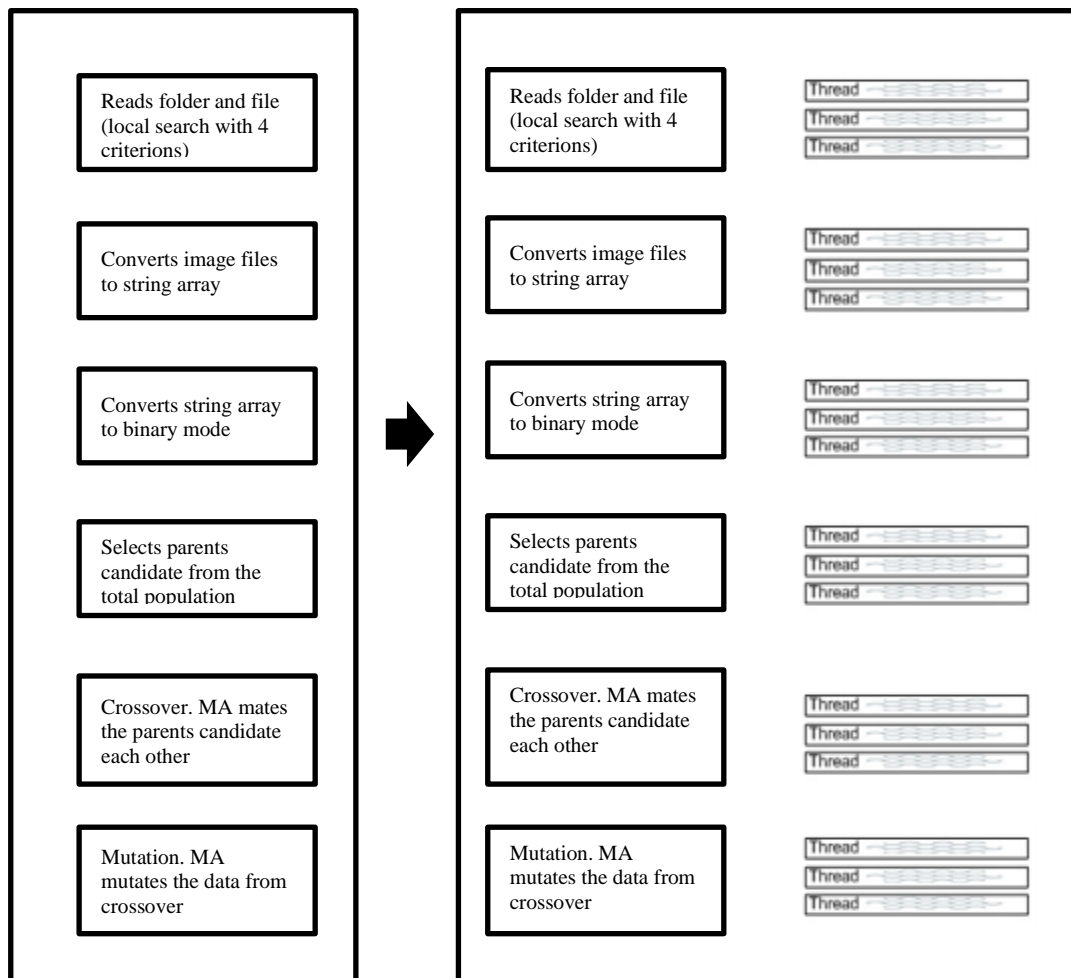 Reads folder and file
(local search with 4
criterions)
Converts image files
to string array
Converts string array
to binary mode
Selects parents
candidate from the
total population
Crossover. MA mates
the parents candidate
each other
Mutation. MA
mutates the data from
crossover
Reads folder and file
(local search with 4
criterions)
Thread
Thread
Thread
Converts image files
to string array
Thread
Thread
Thread
Converts string array
to binary mode
Thread
Thread
Thread
Selects parents
candidate from the
total population
Thread
Thread
Thread
Crossover. MA mates
the parents candidate
each other
Thread
Thread
Thread
Mutation. MA
mutates the data from
crossover
Thread
Thread
Thread